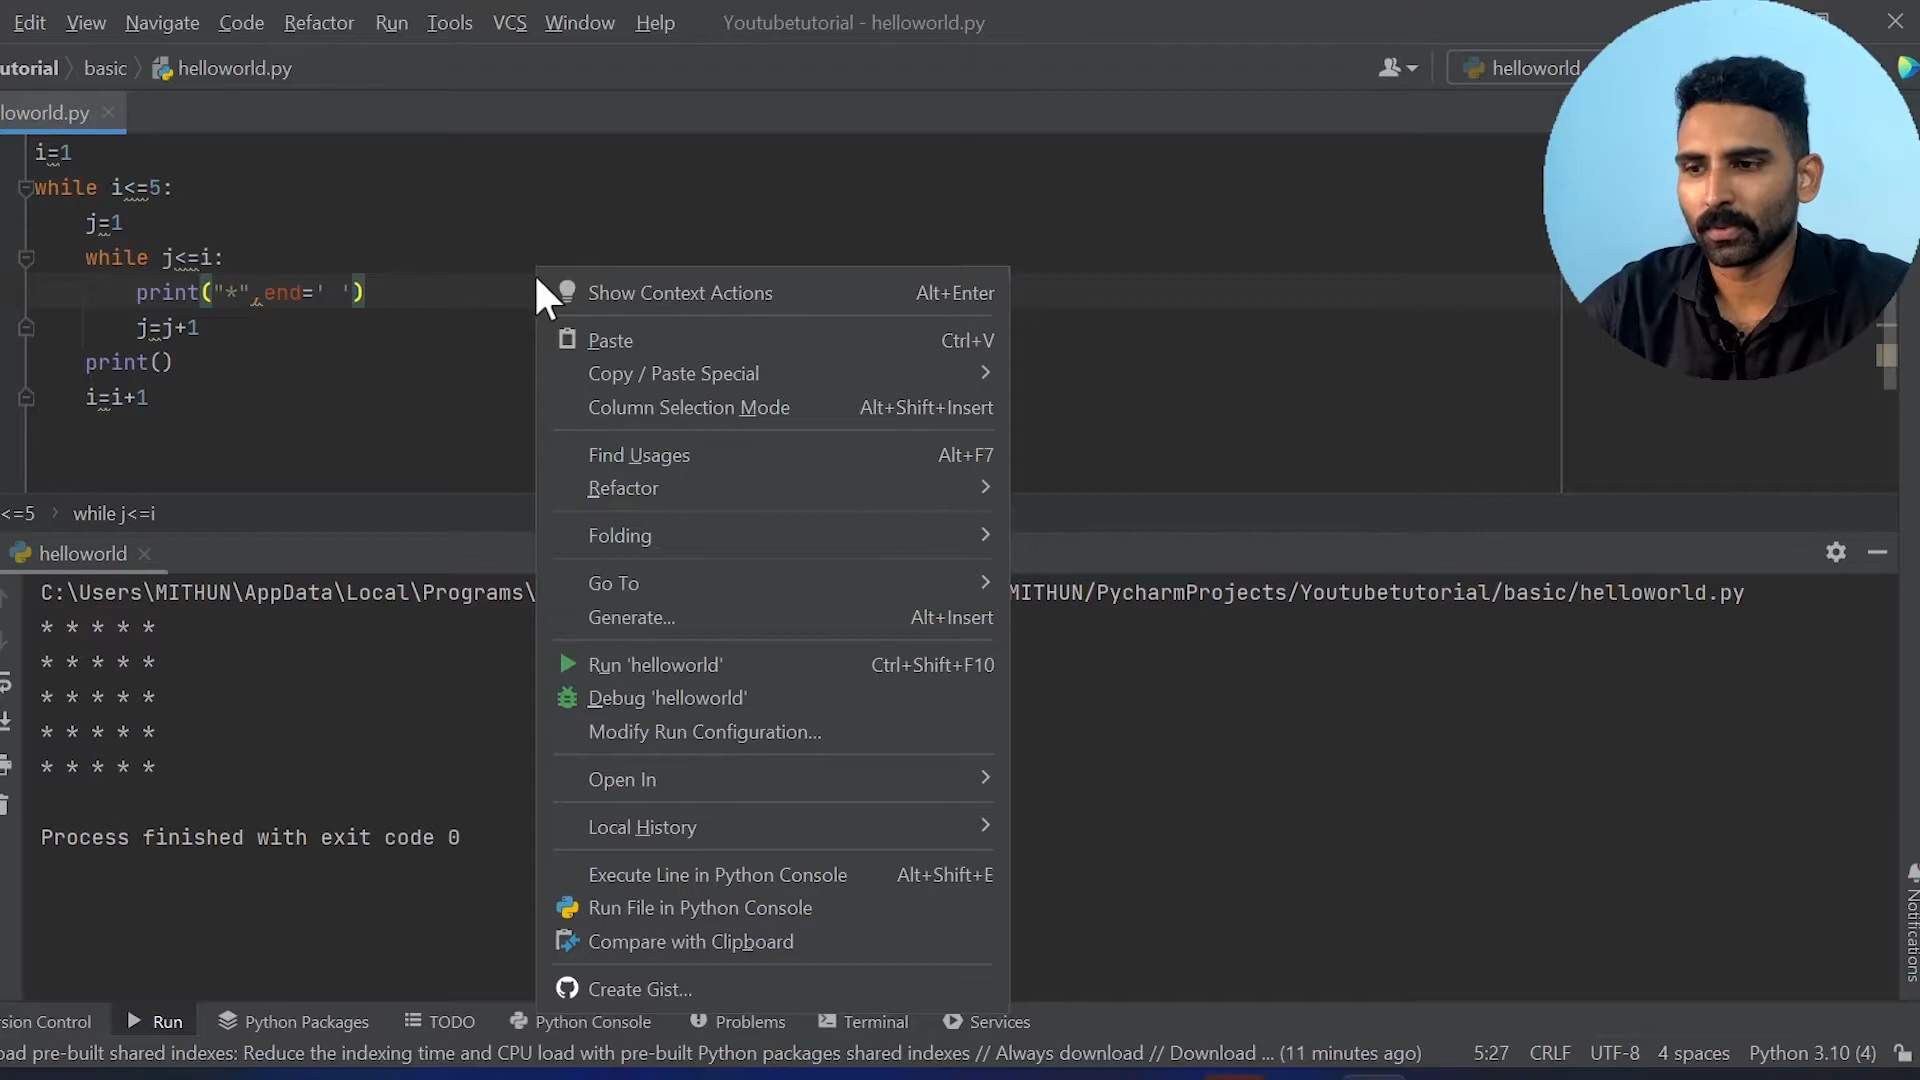 Edit View Navigate Code Refactor Run Tools VCS Window Help Youtubetutorial - helloworld.py
utorial basic helloworld.py helloworld
loworld.py
i=1
while i<=5:
j=1
while j<=i:
print("*",end=' ')
j=j+1
print()
i=i+1
<=5 while j<=i
helloworld
C:\Users\MITHUN\AppData\Local\Programs\ MITHUN/PycharmProjects/Youtubetutorial/basic/helloworld.py
* * * * *
* * * * *
* * * * *
* * * * *
* * * * *
Process finished with exit code 0
Show Context Actions Alt+Enter
Paste Ctrl+V
Copy / Paste Special
Column Selection Mode Alt+Shift+Insert
Find Usages Alt+F7
Refactor
Folding
Go To
Generate... Alt+Insert
Run 'helloworld' Ctrl+Shift+F10
Debug 'helloworld'
Modify Run Configuration...
Open In
Local History
Execute Line in Python Console Alt+Shift+E
Run File in Python Console
Compare with Clipboard
Create Gist...
Notifications
rsion Control Run Python Packages TODO Python Console Problems Terminal Services
oad pre-built shared indexes: Reduce the indexing time and CPU load with pre-built Python packages shared indexes // Always download // Download ... (11 minutes ago) 5:27 CRLF UTF-8 4 spaces Python 3.10 (4)